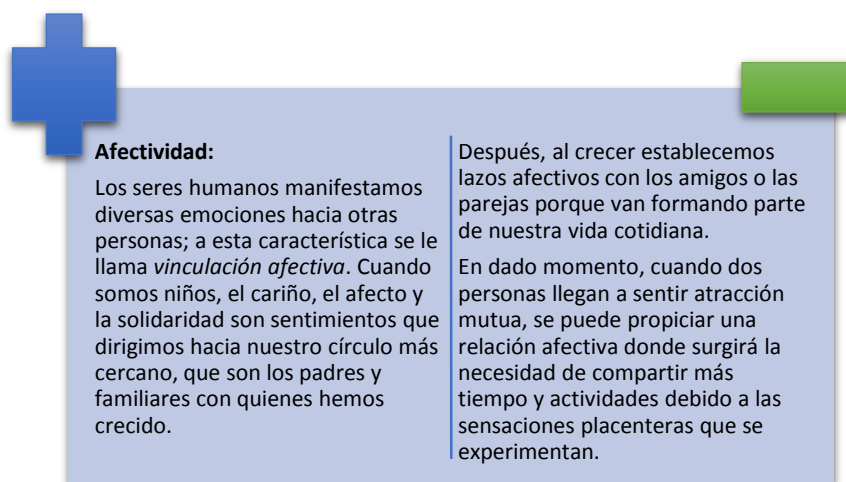 Afectividad:
Los seres humanos manifestamos
diversas emociones hacia otras
personas; a esta característica se le
llama vinculación afectiva. Cuando
somos niños, el cariño, el afecto y
la solidaridad son sentimientos que
dirigimos hacia nuestro círculo más
cercano, que son los padres y
familiares con quienes hemos
crecido.
Después, al crecer establecemos
lazos afectivos con los amigos o las
parejas porque van formando parte
de nuestra vida cotidiana.
En dado momento, cuando dos
personas llegan a sentir atracción
mutua, se puede propiciar una
relación afectiva donde surgirá la
necesidad de compartir más
tiempo y actividades debido a las
sensaciones placenteras que se
experimentan.